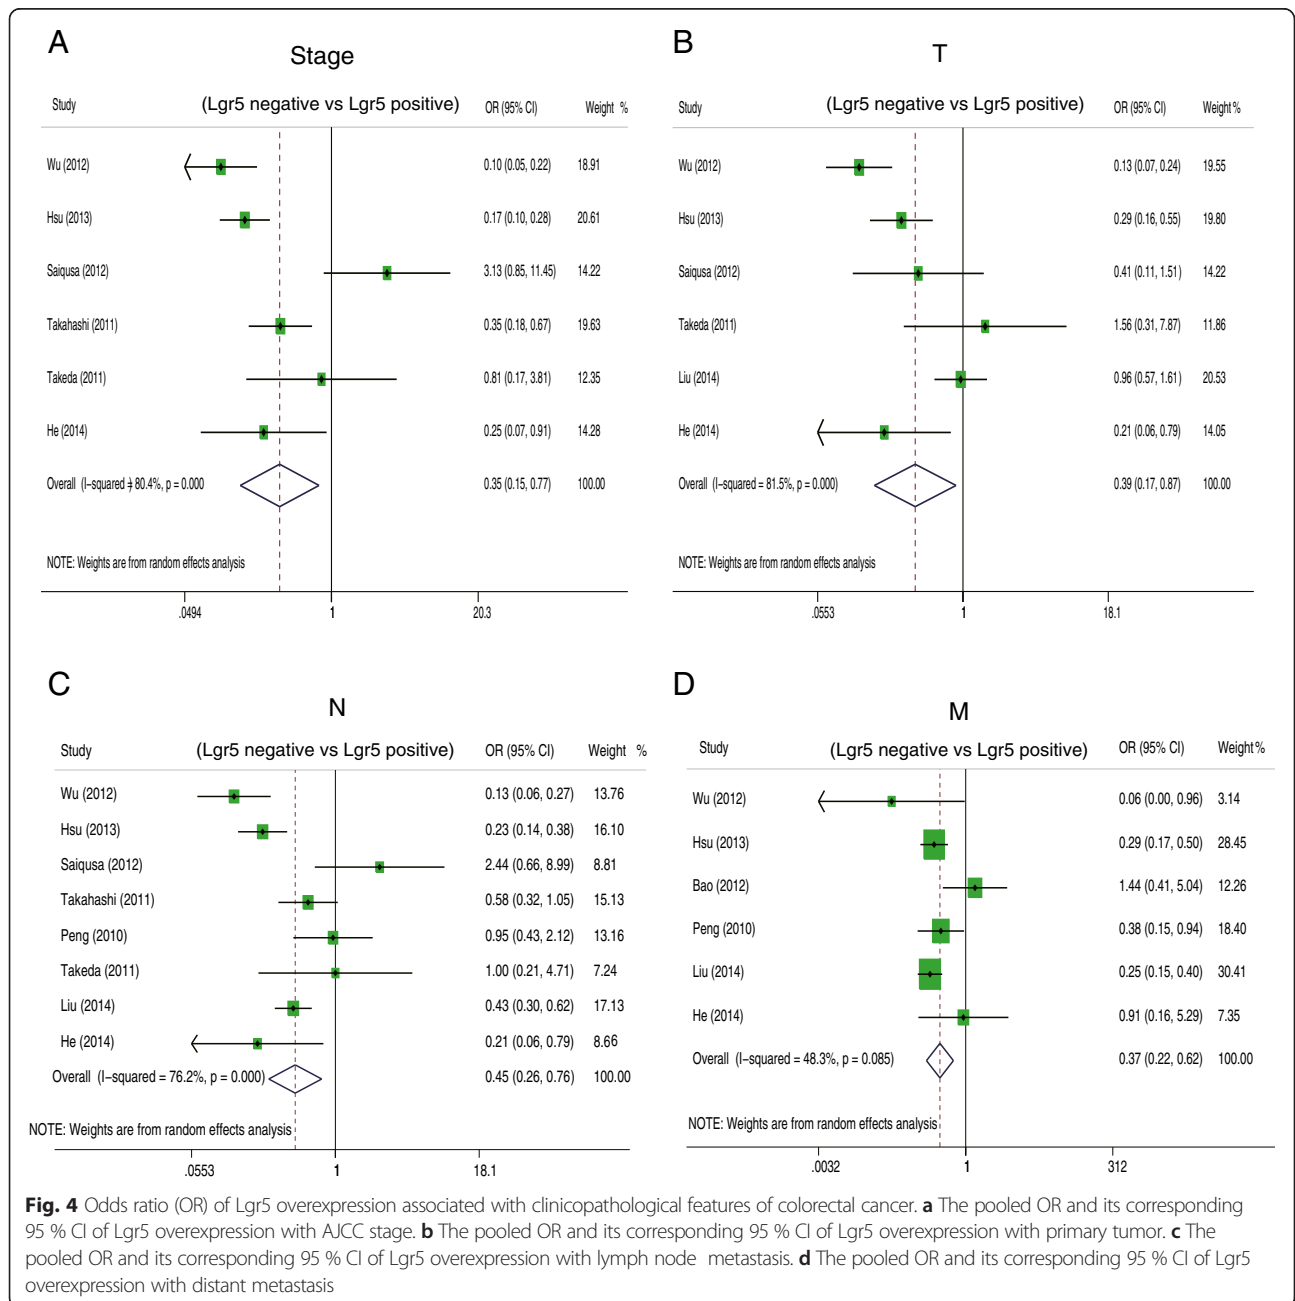 A
Stage
Study (Lgr5 negative vs Lgr5 positive) OR (95% CI) Weight %
Wu (2012) 0.10 (0.05, 0.22) 18.91
Hsu (2013) 0.17 (0.10, 0.28) 20.61
Saiqusa (2012) 3.13 (0.85, 11.45) 14.22
Takahashi (2011) 0.35 (0.18, 0.67) 19.63
Takeda (2011) 0.81 (0.17, 3.81) 12.35
He (2014) 0.25 (0.07, 0.91) 14.28
Overall (I-squared = 80.4%, p = 0.000 0.35 (0.15, 0.77) 100.00
NOTE: Weights are from random effects analysis
.0494 1 20.3
B
T
Study (Lgr5 negative vs Lgr5 positive) OR (95% CI) Weight %
Wu (2012) 0.13 (0.07, 0.24) 19.55
Hsu (2013) 0.29 (0.16, 0.55) 19.80
Saiqusa (2012) 0.41 (0.11, 1.51) 14.22
Takeda (2011) 1.56 (0.31, 7.87) 11.86
Liu (2014) 0.96 (0.57, 1.61) 20.53
He (2014) 0.21 (0.06, 0.79) 14.05
Overall (I-squared = 81.5%, p = 0.000) 0.39 (0.17, 0.87) 100.00
NOTE: Weights are from random effects analysis
.0553 1 18.1
C
N
Study (Lgr5 negative vs Lgr5 positive) OR (95% CI) Weight %
Wu (2012) 0.13 (0.06, 0.27) 13.76
Hsu (2013) 0.23 (0.14, 0.38) 16.10
Saiqusa (2012) 2.44 (0.66, 8.99) 8.81
Takahashi (2011) 0.58 (0.32, 1.05) 15.13
Peng (2010) 0.95 (0.43, 2.12) 13.16
Takeda (2011) 1.00 (0.21, 4.71) 7.24
Liu (2014) 0.43 (0.30, 0.62) 17.13
He (2014) 0.21 (0.06, 0.79) 8.66
Overall (I-squared = 76.2%, p = 0.000) 0.45 (0.26, 0.76) 100.00
NOTE: Weights are from random effects analysis
.0553 1 18.1
D
M
Study (Lgr5 negative vs Lgr5 positive) OR (95% CI) Weight %
Wu (2012) 0.06 (0.00, 0.96) 3.14
Hsu (2013) 0.29 (0.17, 0.50) 28.45
Bao (2012) 1.44 (0.41, 5.04) 12.26
Peng (2010) 0.38 (0.15, 0.94) 18.40
Liu (2014) 0.25 (0.15, 0.40) 30.41
He (2014) 0.91 (0.16, 5.29) 7.35
Overall (I-squared = 48.3%, p = 0.085) 0.37 (0.22, 0.62) 100.00
NOTE: Weights are from random effects analysis
.0032 1 312
Fig. 4 Odds ratio (OR) of Lgr5 overexpression associated with clinicopathological features of colorectal cancer. a The pooled OR and its corresponding
95 % CI of Lgr5 overexpression with AJCC stage. b The pooled OR and its corresponding 95 % CI of Lgr5 overexpression with primary tumor. c The
pooled OR and its corresponding 95 % CI of Lgr5 overexpression with lymph node metastasis. d The pooled OR and its corresponding 95 % CI of Lgr5
overexpression with distant metastasis